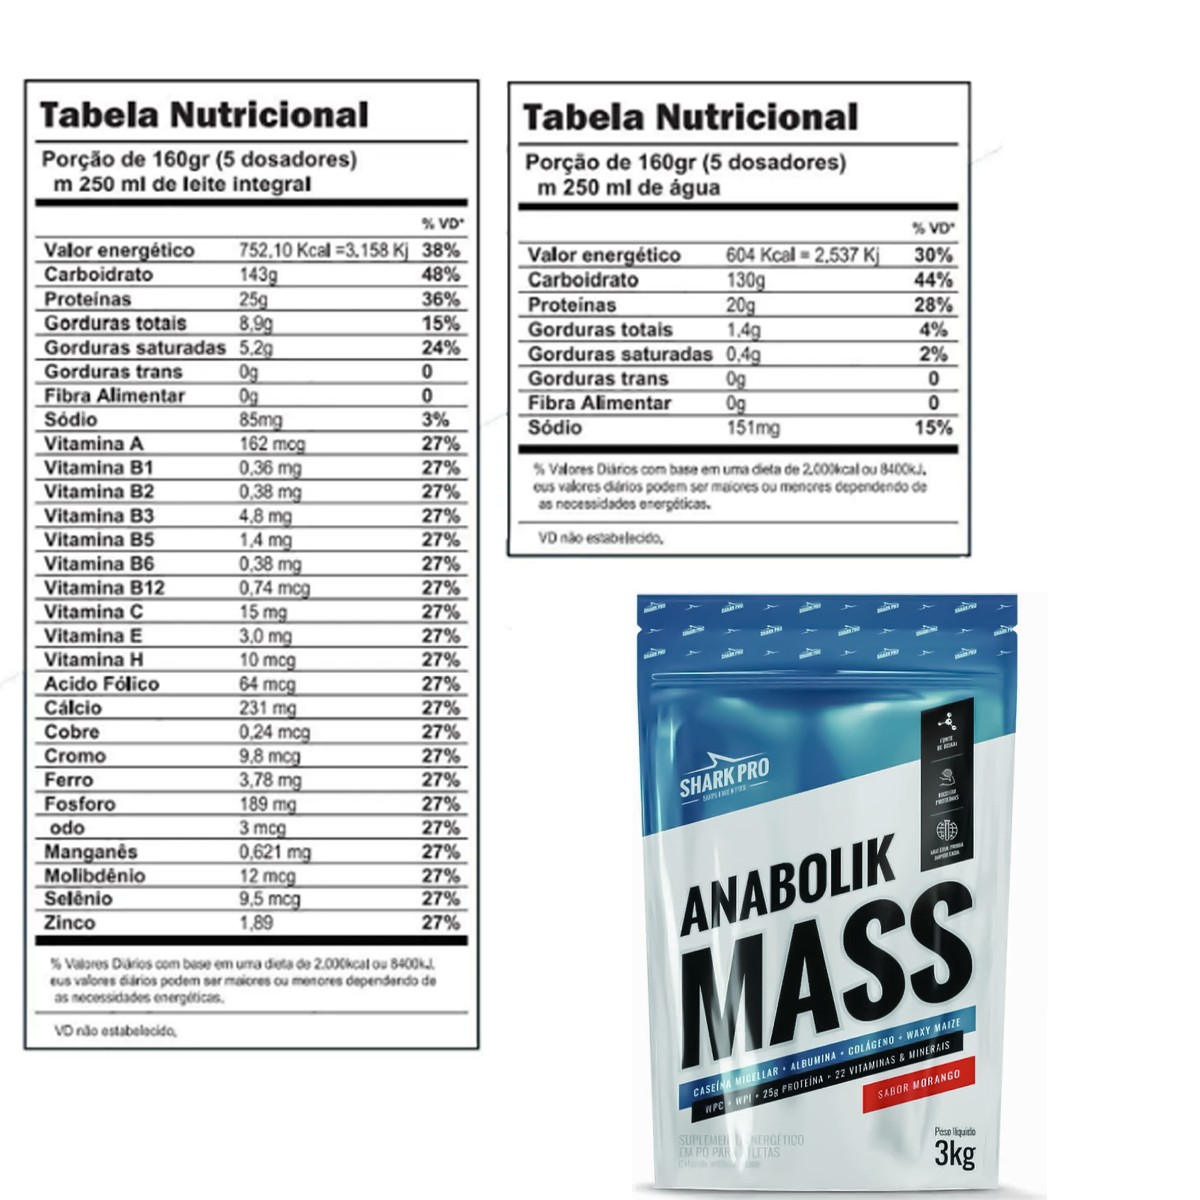 Tabela Nutricional
Porção de 160gr (5 dosadores)
m 250 ml de leite integral
% VD*
Valor energético 752,10 Kcal =3.158 Kj 38%
Carboidrato 143g 48%
Proteínas 25g 36%
Gorduras totais 8,9g 15%
Gorduras saturadas 5,2g 24%
Gorduras trans 0g 0
Fibra Alimentar 0g 0
Sódio 85mg 3%
Vitamina A 162 mcg 27%
Vitamina B1 0,36 mg 27%
Vitamina B2 0,38 mg 27%
Vitamina B3 4,8 mg 27%
Vitamina B5 1,4 mg 27%
Vitamina B6 0,38 mg 27%
Vitamina B12 0,74 mcg 27%
Vitamina C 15 mg 27%
Vitamina E 3,0 mg 27%
Vitamina H 10 mcg 27%
Acido Fólico 64 mcg 27%
Cálcio 231 mg 27%
Cobre 0,24 mcg 27%
Cromo 9,8 mcg 27%
Ferro 3,78 mg 27%
Fosforo 189 mg 27%
odo 3 mcg 27%
Manganês 0,621 mg 27%
Molibdênio 12 mcg 27%
Selênio 9,5 mcg 27%
Zinco 1,89 27%
% Valores Diários com base em uma dieta de 2,000kcal ou 8400kJ.
eus valores diários podem ser maiores ou menores dependendo de
as necessidades energéticas.
VD não estabelecido,
Tabela Nutricional
Porção de 160gr (5 dosadores)
m 250 ml de água
% VD*
Valor energético 604 Kcal = 2,537 Kj 30%
Carboidrato 130g 44%
Proteinas 20g 28%
Gorduras totais 1,4g 4%
Gorduras saturadas 0,4g 2%
Gorduras trans 0g 0
Fibra Alimentar 0g 0
Sódio 151mg 15%
% Valores Diários com base em uma dieta de 2,000kcal ou 8400kJ.
eus valores diários podem ser maiores ou menores dependendo de
as necessidades energéticas.
VD não estabelecido,
SHARK PRO
FONTE
DE BCAA
SHARK PRO
ANABOLIK
MASS
CASEÍNA MICELLAR + ALBUMINA + COLÁGENO + WAXY MAIZE
WPC + WPI + 25g PROTEÍNA + 22 VITAMINAS & MINERAIS
SABOR MORANGO
SUPLEMENTO ENERGÉTICO
EM PÓ PARA ATLETAS
Peso líquido
3kg